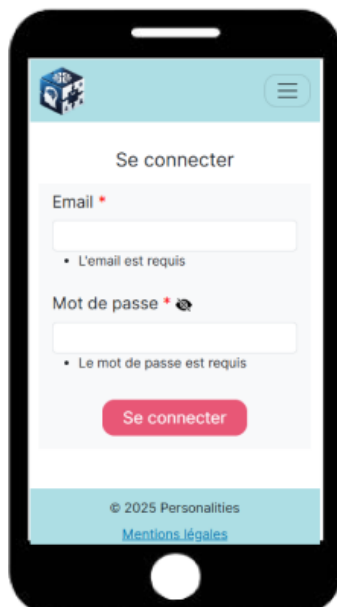 Se connecter
Email *
• L'email est requis
Mot de passe *
• Le mot de passe est requis
Se connecter
© 2025 Personalities
Mentions légales